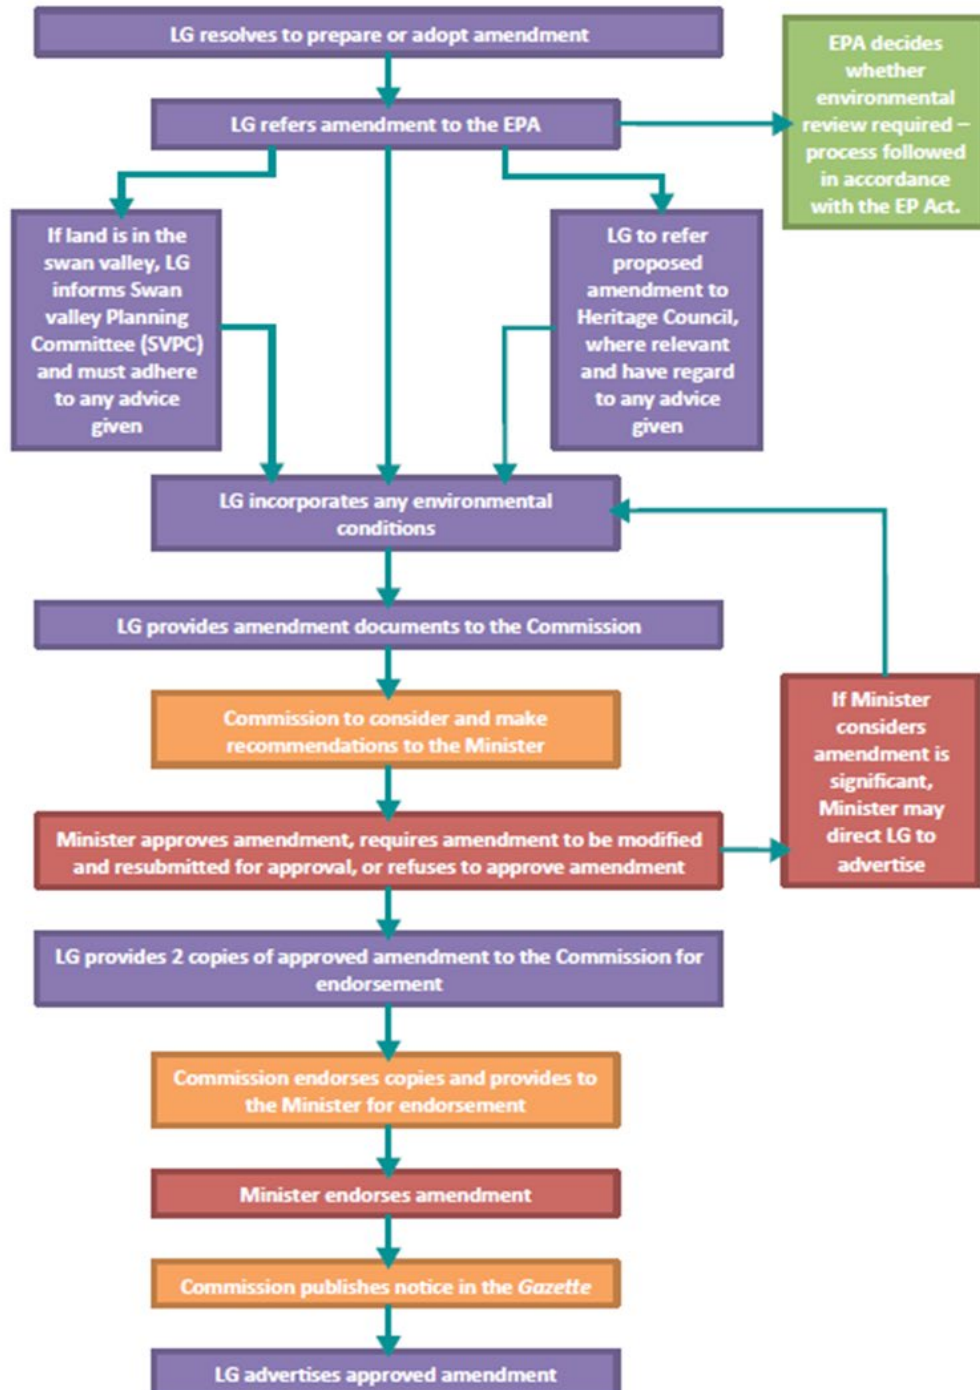 LG resolves to prepare or adopt amendment
EPA decides
whether
environmental
review required –
process followed
in accordance
with the EP Act.
LG refers amendment to the EPA
If land is in the
swan valley, LG
informs Swan
valley Planning
Committee (SVPC)
and must adhere
to any advice
given
LG to refer
proposed
amendment to
Heritage Council,
where relevant
and have regard
to any advice
given
LG incorporates any environmental
conditions
LG provides amendment documents to the Commission
Commission to consider and make
recommendations to the Minister
Minister approves amendment, requires amendment to be modified
and resubmitted for approval, or refuses to approve amendment
If Minister
considers
amendment is
significant,
Minister may
direct LG to
advertise
LG provides 2 copies of approved amendment to the Commission for
endorsement
Commission endorses copies and provides to
the Minister for endorsement
Minister endorses amendment
Commission publishes notice in the Gazette
LG advertises approved amendment